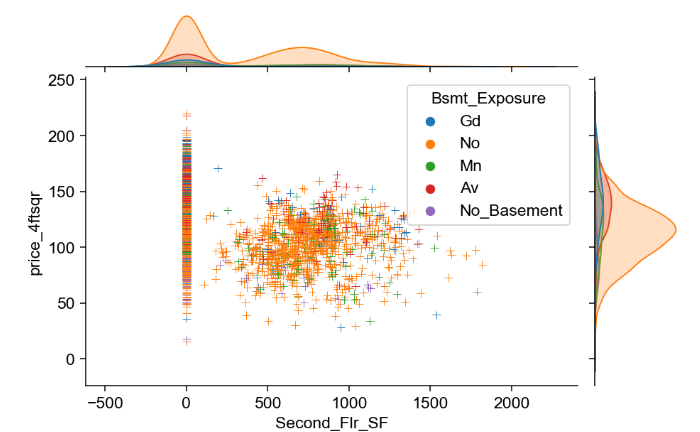 Bsmt_Exposure
Gd
No
Mn
Av
No_Basement
250
200
150
100
50
0
price_4ftsqr
−500
0
500
1000
1500
2000
Second_Flr_SF